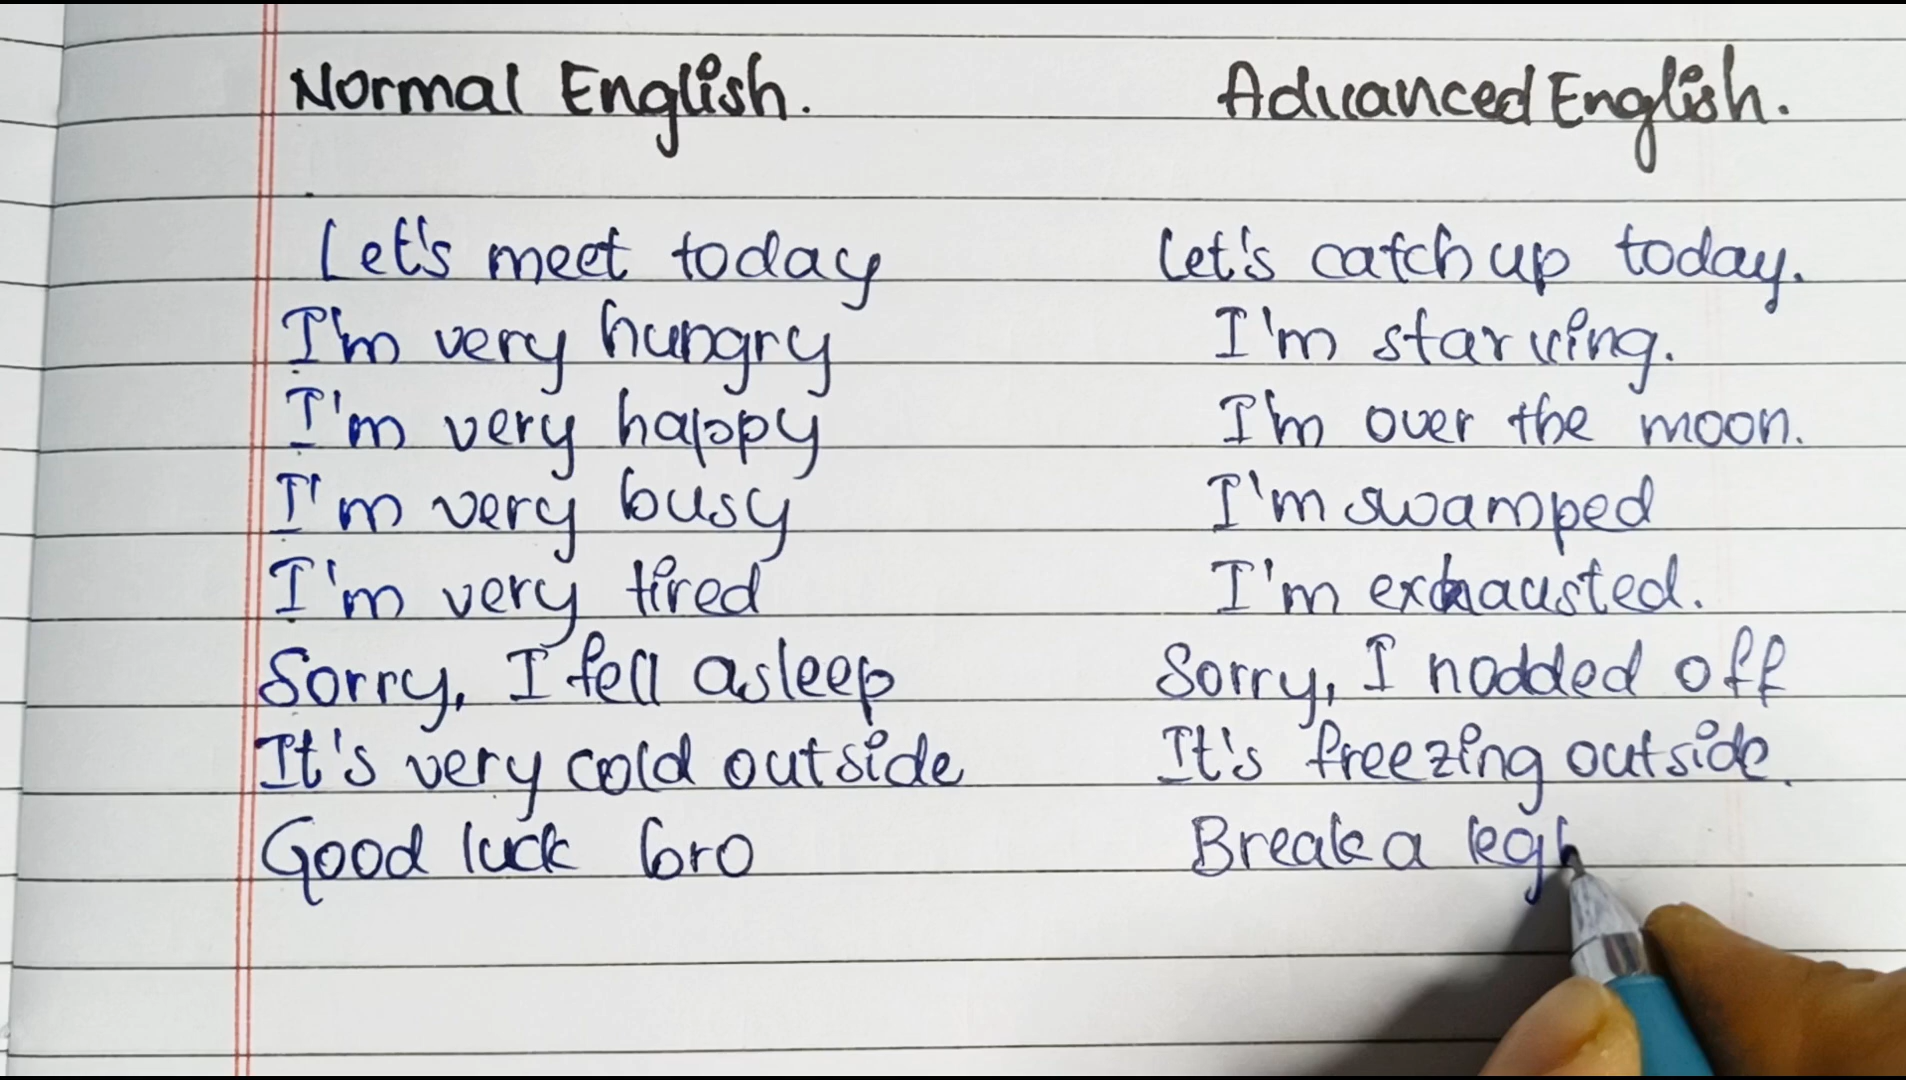 Normal English. Advanced English.
Let's meet today Let's catch up today.
I'm very hungry I'm starving.
I'm very happy I'm over the moon.
I'm very busy I'm swamped
I'm very tired I'm exhausted.
Sorry, I fell asleep Sorry, I nodded off
It's very cold outside It's freezing outside.
Good luck bro Break a leg